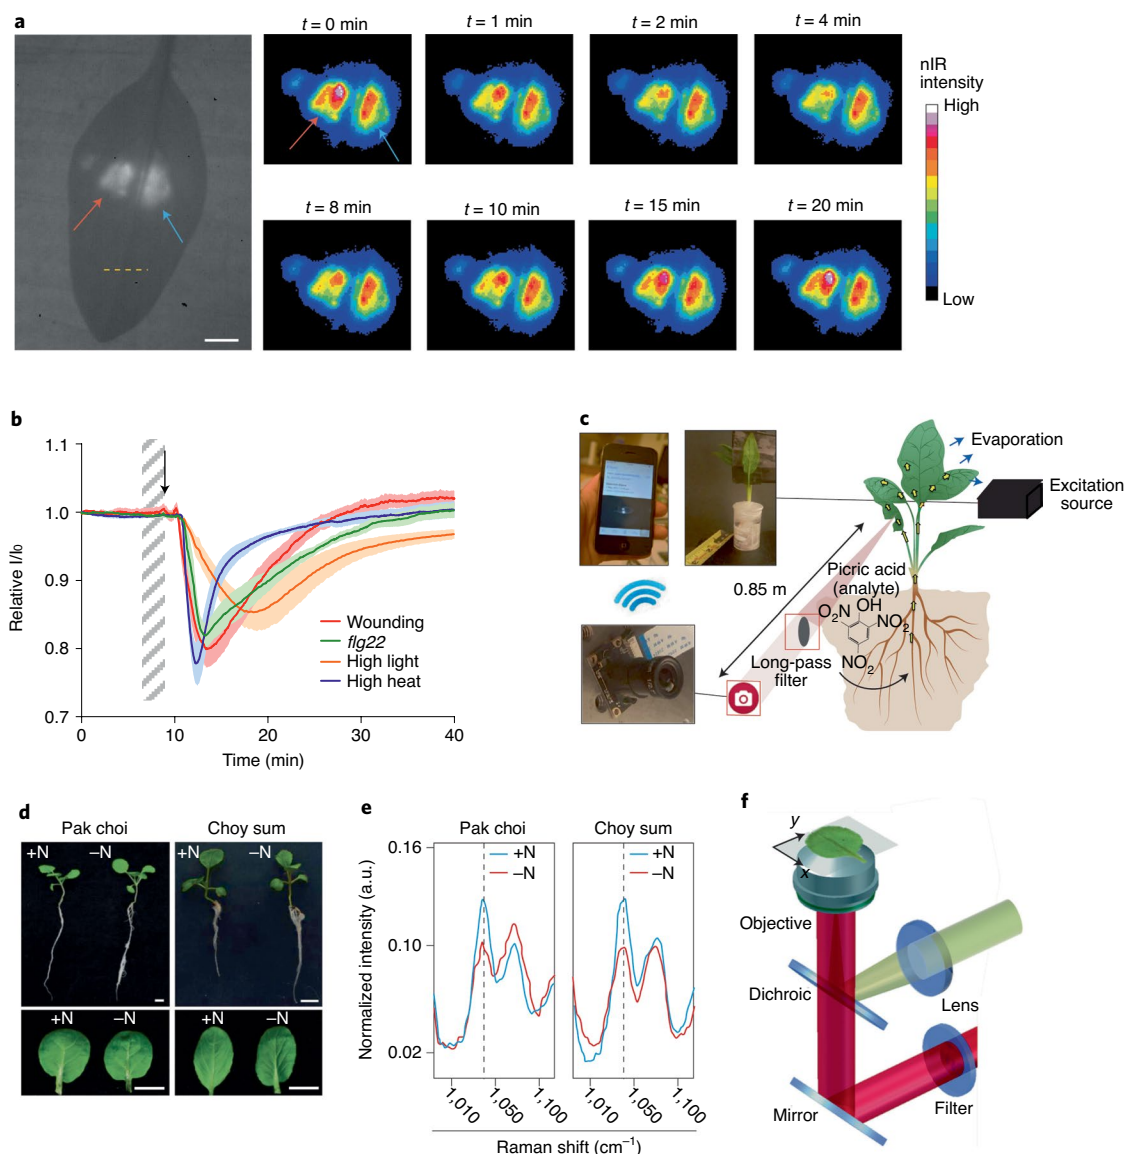 a
t = 0 min
t = 1 min
t = 2 min
t = 4 min
nIR
intensity
High
Low
t = 8 min
t = 10 min
t = 15 min
t = 20 min
b
1.1
1.0
0.9
0.8
0.7
Relative I/I₀
0
10
20
30
40
Time (min)
Wounding
flg22
High light
High heat
c
Evaporation
Excitation
source
0.85 m
Picric acid
(analyte)
OH
O₂N
NO₂
NO₂
Long-pass
filter
d
Pak choi
Choy sum
+N
–N
+N
–N
+N
–N
+N
–N
e
Pak choi
Choy sum
0.16
0.10
0.02
Normalized intensity (a.u.)
+N
–N
+N
–N
1,010
1,050
1,100
1,010
1,050
1,100
Raman shift (cm⁻¹)
f
y
x
Objective
Dichroic
Lens
Mirror
Filter